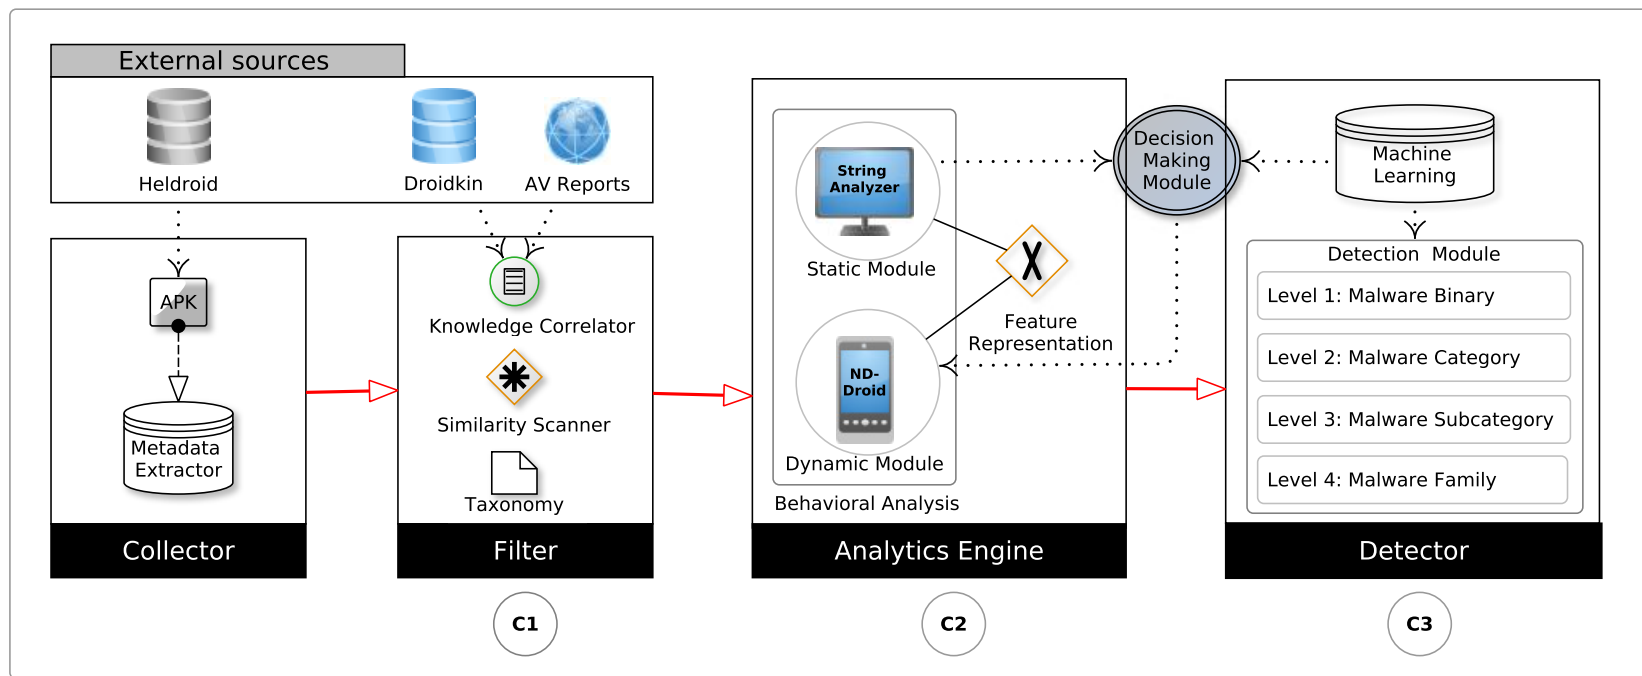 External sources
Heldroid
Droidkin
AV Reports
APK
Metadata
Extractor
Collector
Knowledge Correlator
Similarity Scanner
Taxonomy
Filter
C1
String
Analyzer
Static Module
ND-
Droid
Dynamic Module
Behavioral Analysis
Feature
Representation
Analytics Engine
C2
Decision
Making
Module
Machine
Learning
Detection Module
Level 1: Malware Binary
Level 2: Malware Category
Level 3: Malware Subcategory
Level 4: Malware Family
Detector
C3